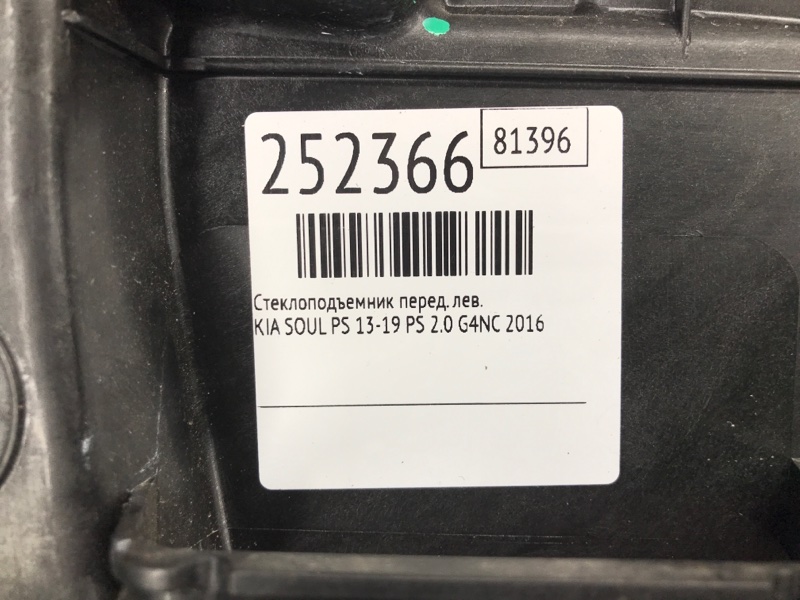 252366
81396
Стеклоподъемник перед.лев.
KIA SOUL PS 13-19 PS 2.0 G4NC 2016